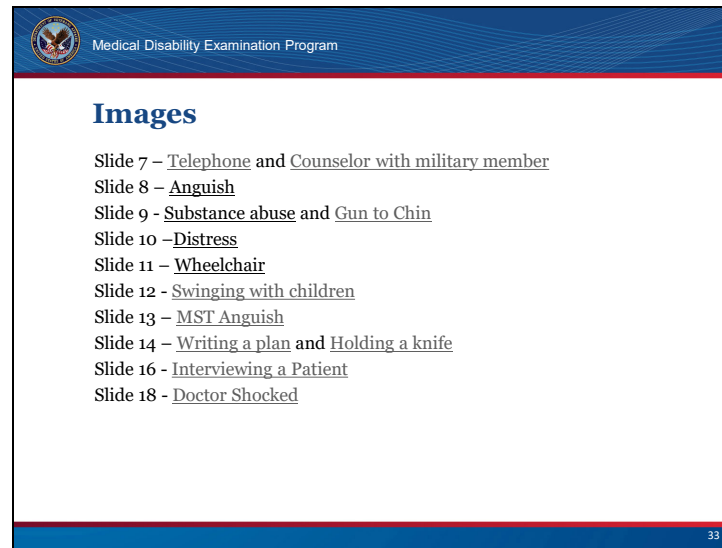 Medical Disability Examination Program
Images
Slide 7 – Telephone and Counselor with military member
Slide 8 – Anguish
Slide 9 - Substance abuse and Gun to Chin
Slide 10 –Distress
Slide 11 – Wheelchair
Slide 12 - Swinging with children
Slide 13 – MST Anguish
Slide 14 – Writing a plan and Holding a knife
Slide 16 - Interviewing a Patient
Slide 18 - Doctor Shocked
33